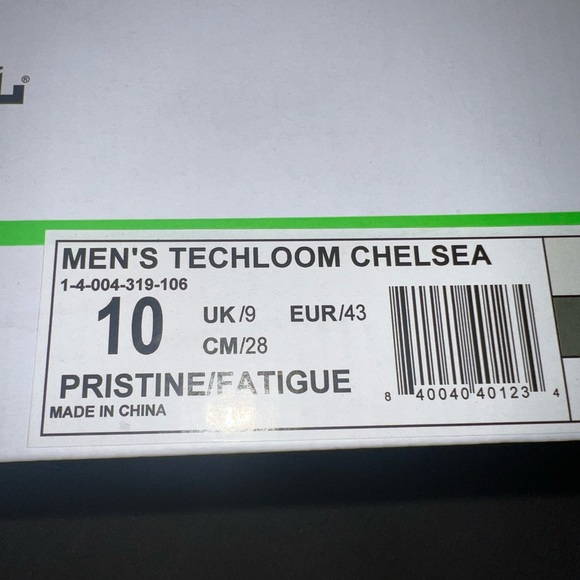 L®
MEN'S TECHLOOM CHELSEA
1-4-004-319-106
10 UK/9 EUR/43
CM/28
PRISTINE/FATIGUE
MADE IN CHINA
8 40040 40123 4